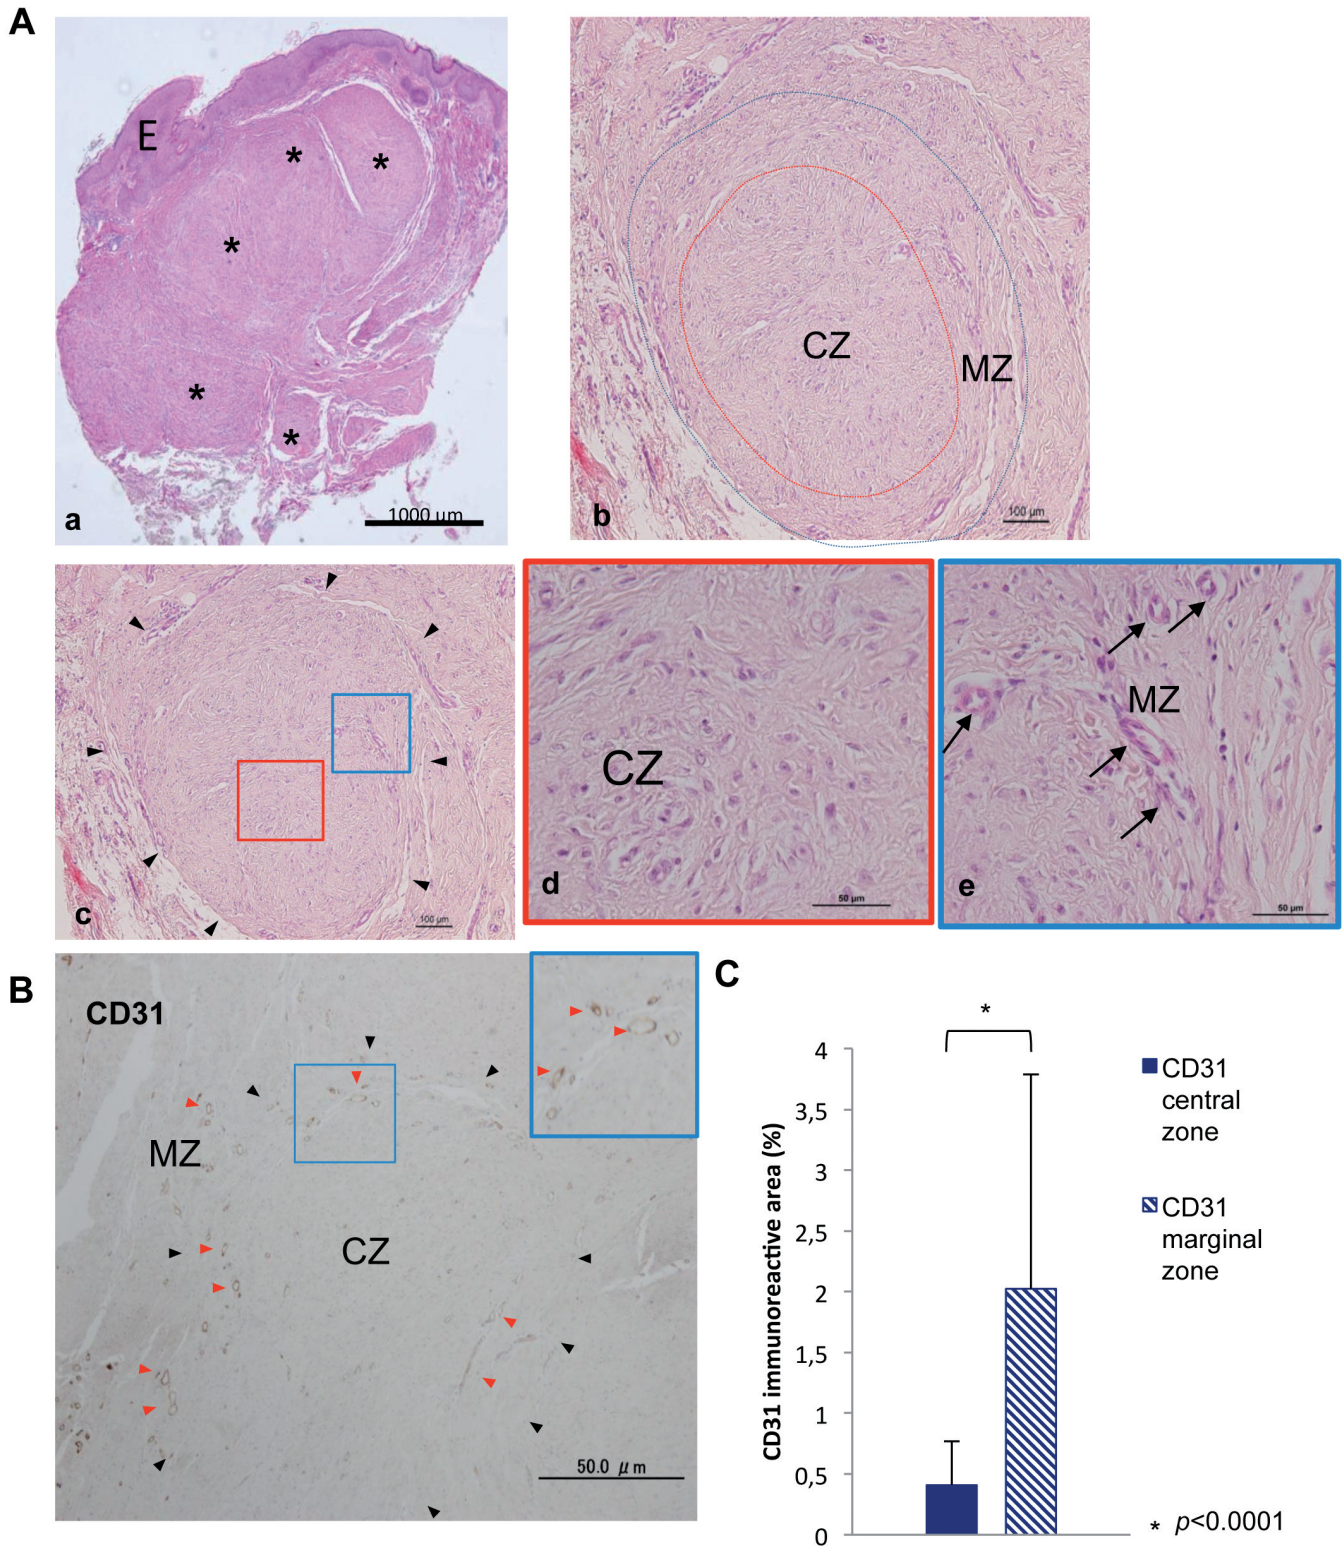 A
E
*
*
*
*
*
a
1000 µm
CZ
MZ
b
100 µm
c
100 µm
CZ
d
50 µm
MZ
e
50 µm
B
CD31
MZ
CZ
50.0 μm
C
*
CD31 immunoreactive area (%)
4
3,5
3
2,5
2
1,5
1
0,5
0
CD31
central
zone
CD31
marginal
zone
* p<0.0001